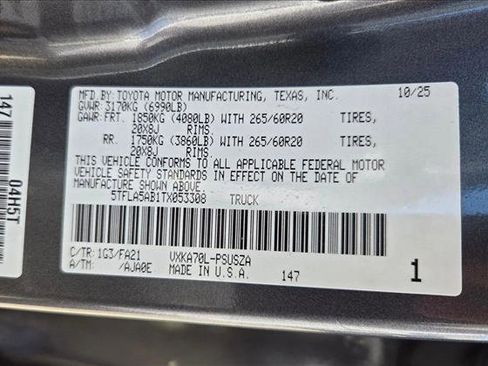 MFD BY TOYOTA MOTOR MANUFACTURING, TEXAS, INC. 10/25
GVWR: 3170KG (6990LB)
GAWR: FRT. 1850KG (4080LB) WITH 265/60R20 TIRES,
20X8J RIMS.
RR. 1750KG (3860LB) WITH 265/60R20 TIRES,
20X8J RIMS.
THIS VEHICLE CONFORMS TO ALL APPLICABLE FEDERAL MOTOR
VEHICLE SAFETY STANDARDS IN EFFECT ON THE DATE OF
MANUFACTURE SHOWN ABOVE.
5TFLA5AB1TX053308 TRUCK
C/TR: 1G3/FA21 VXKA70L-PSUSZA
A/TM: /AJA0E MADE IN U.S.A. 147
1
147
04H5T